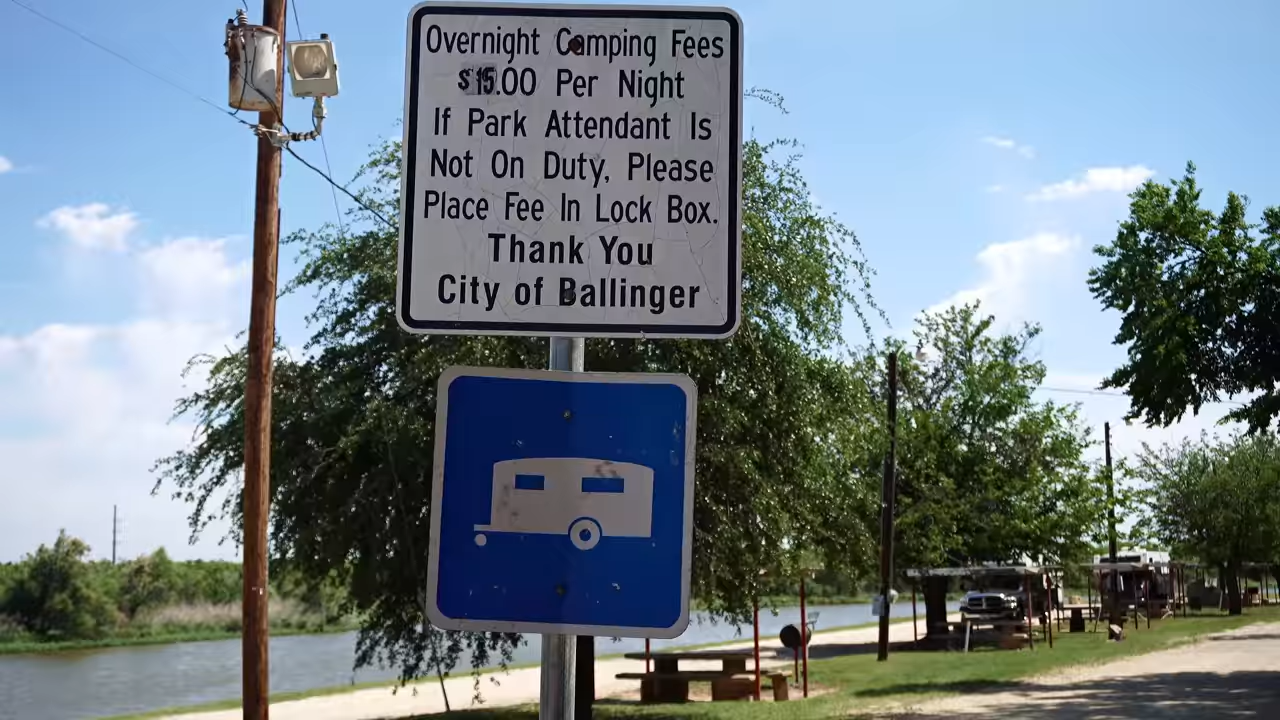 Overnight Camping Fees
$15.00 Per Night
If Park Attendant Is
Not On Duty, Please
Place Fee In Lock Box.
Thank You
City of Ballinger